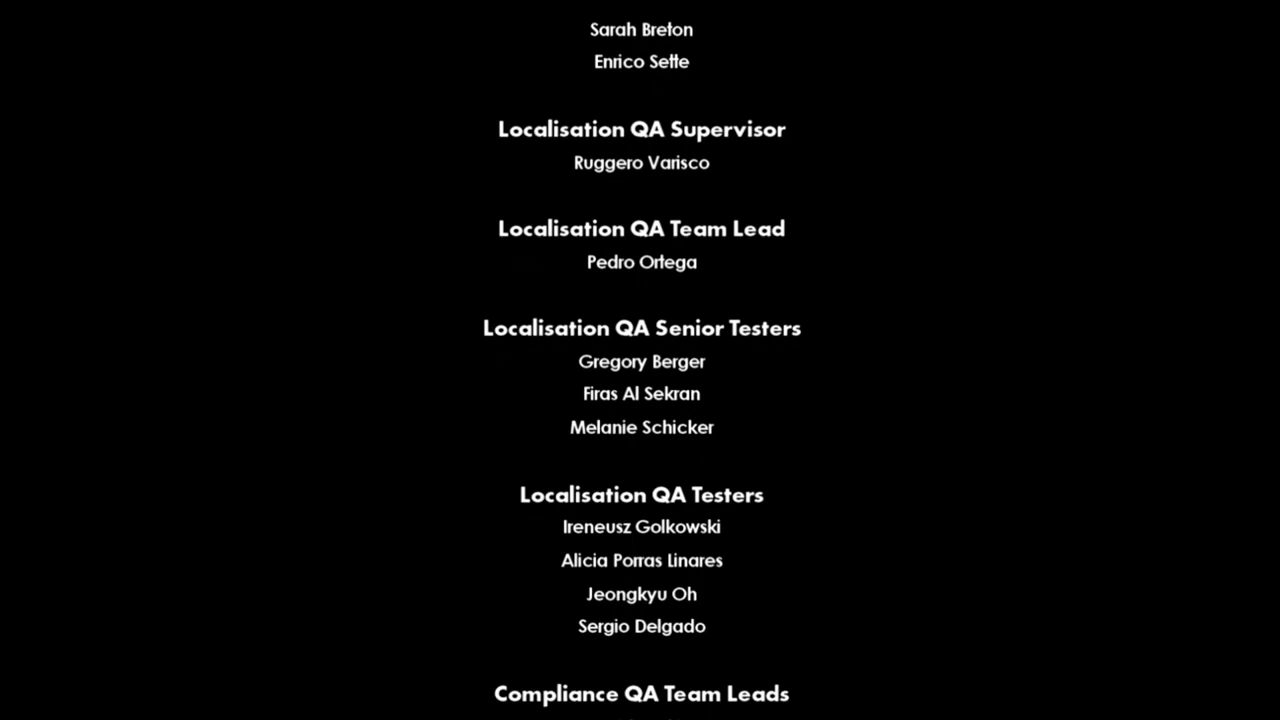 Sarah Breton
Enrico Sette
Localisation QA Supervisor
Ruggero Varisco
Localisation QA Team Lead
Pedro Ortega
Localisation QA Senior Testers
Gregory Berger
Firas Al Sekran
Melanie Schicker
Localisation QA Testers
Ireneusz Golkowski
Alicia Porras Linares
Jeongkyu Oh
Sergio Delgado
Compliance QA Team Leads